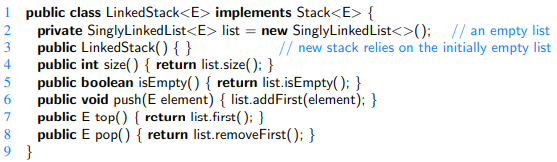 1 public class LinkedStack<E> implements Stack<E> {
2 private SinglyLinkedList<E> list = new SinglyLinkedList<>(); // an empty list
3 public LinkedStack() { } // new stack relies on the initially empty list
4 public int size() { return list.size(); }
5 public boolean isEmpty() { return list.isEmpty(); }
6 public void push(E element) { list.addFirst(element); }
7 public E top() { return list.first(); }
8 public E pop() { return list.removeFirst(); }
9 }